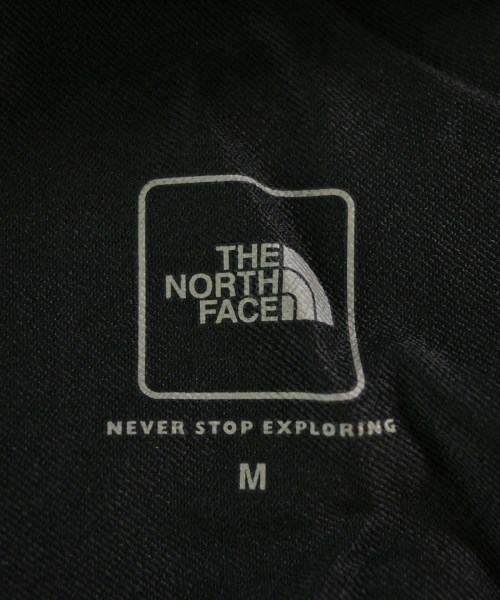 THE
NORTH
FACE
NEVER STOP EXPLORING
M